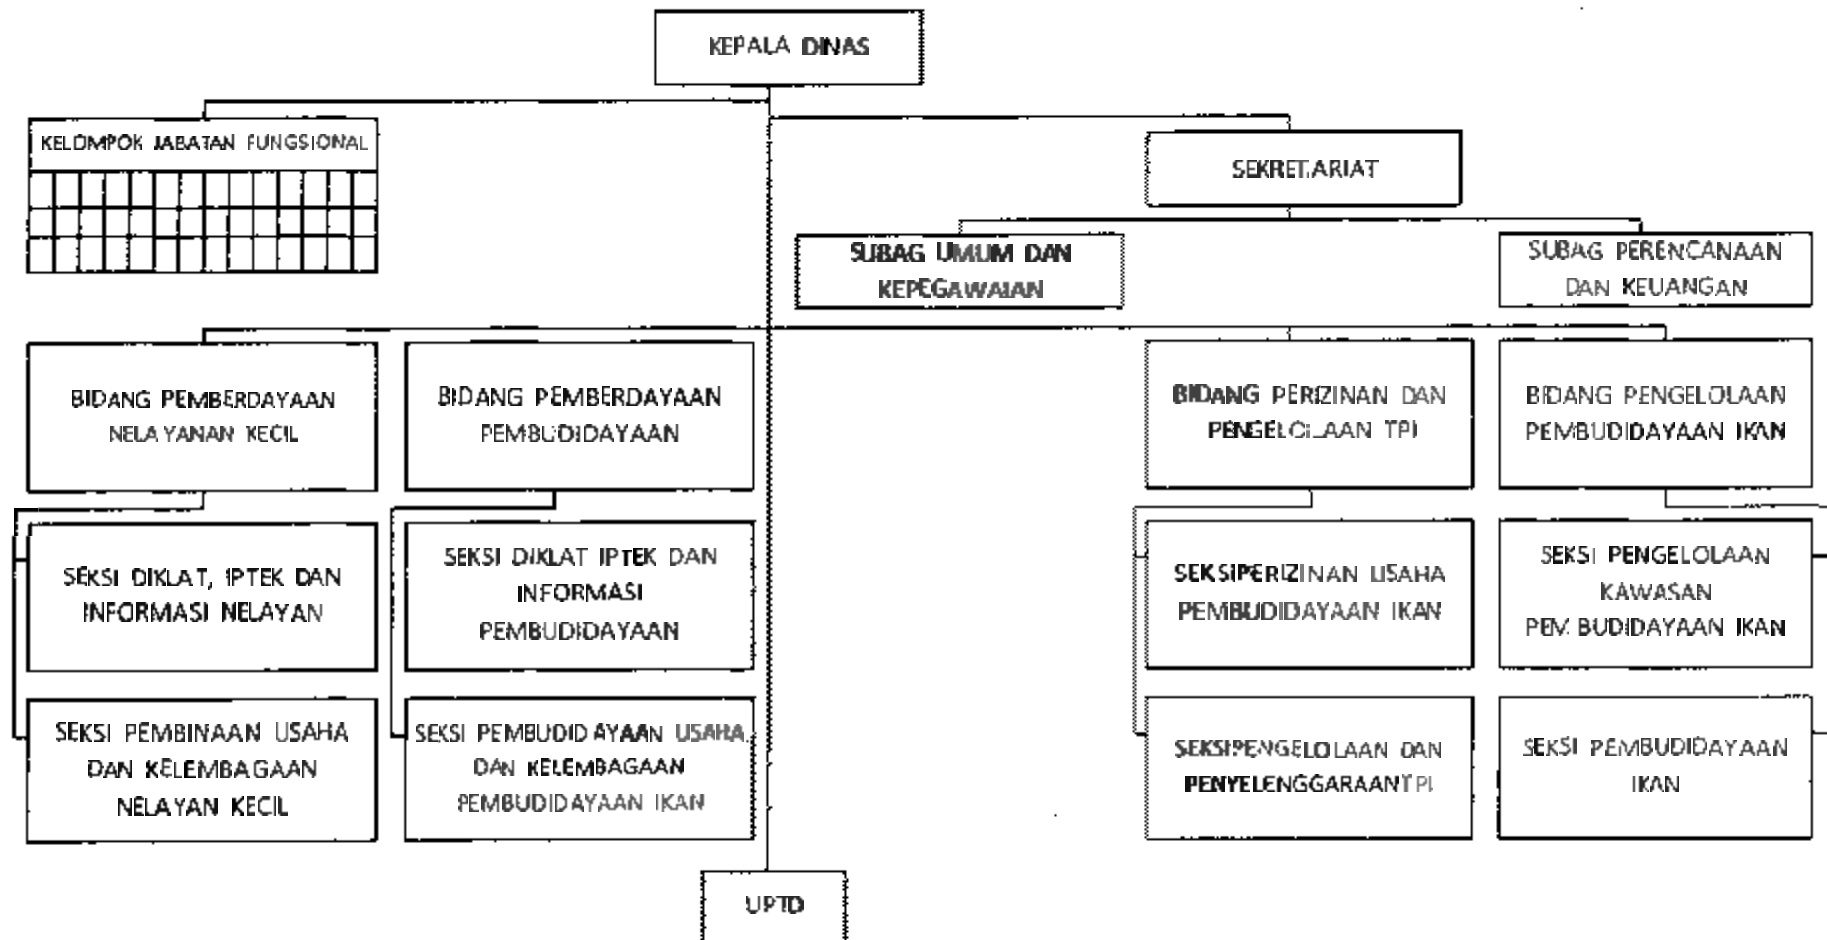 KEPALA DINAS
KELOMPOK JABATAN FUNGSIONAL
SEKRETARIAT
SUBAG UMUM DAN
KEPEGAWAIAN
SUBAG PERENCANAAN
DAN KEUANGAN
BIDANG PEMBERDAYAAN
NELAYANAN KECIL
BIDANG PEMBERDAYAAN
PEMBUDIDAYAAN
BIDANG PERIZINAN DAN
PENGELOLAAN TPI
BIDANG PENGELOLAAN
PEMBUDIDAYAAN IKAN
SEKSI DIKLAT, IPTEK DAN
INFORMASI NELAYAN
SEKSI DIKLAT IPTEK DAN
INFORMASI
PEMBUDIDAYAAN
SEKSIPERIZINAN USAHA
PEMBUDIDAYAAN IKAN
SEKSI PENGELOLAAN
KAWASAN
PEMBUDIDAYAAN IKAN
SEKSI PEMBINAAN USAHA
DAN KELEMBAGAAN
NELAYAN KECIL
SEKSI PEMBUDIDAYAAN USAHA
DAN KELEMBAGAAN
PEMBUDIDAYAAN IKAN
SEKSIPENGELOLAAN DAN
PENYELENGGARAANTPI
SEKSI PEMBUDIDAYAAN
IKAN
UPTD